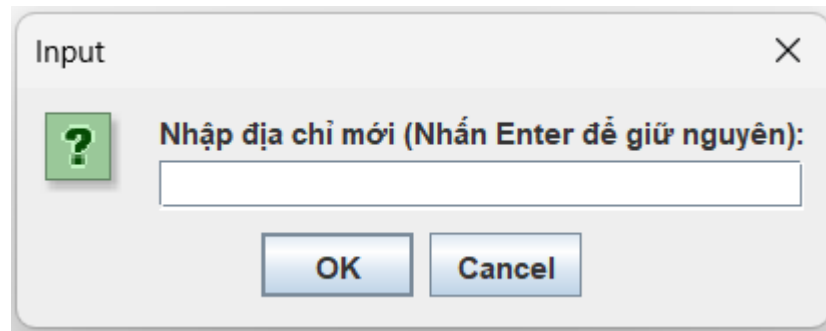 Input
?
Nhập địa chỉ mới (Nhấn Enter để giữ nguyên):
OK Cancel